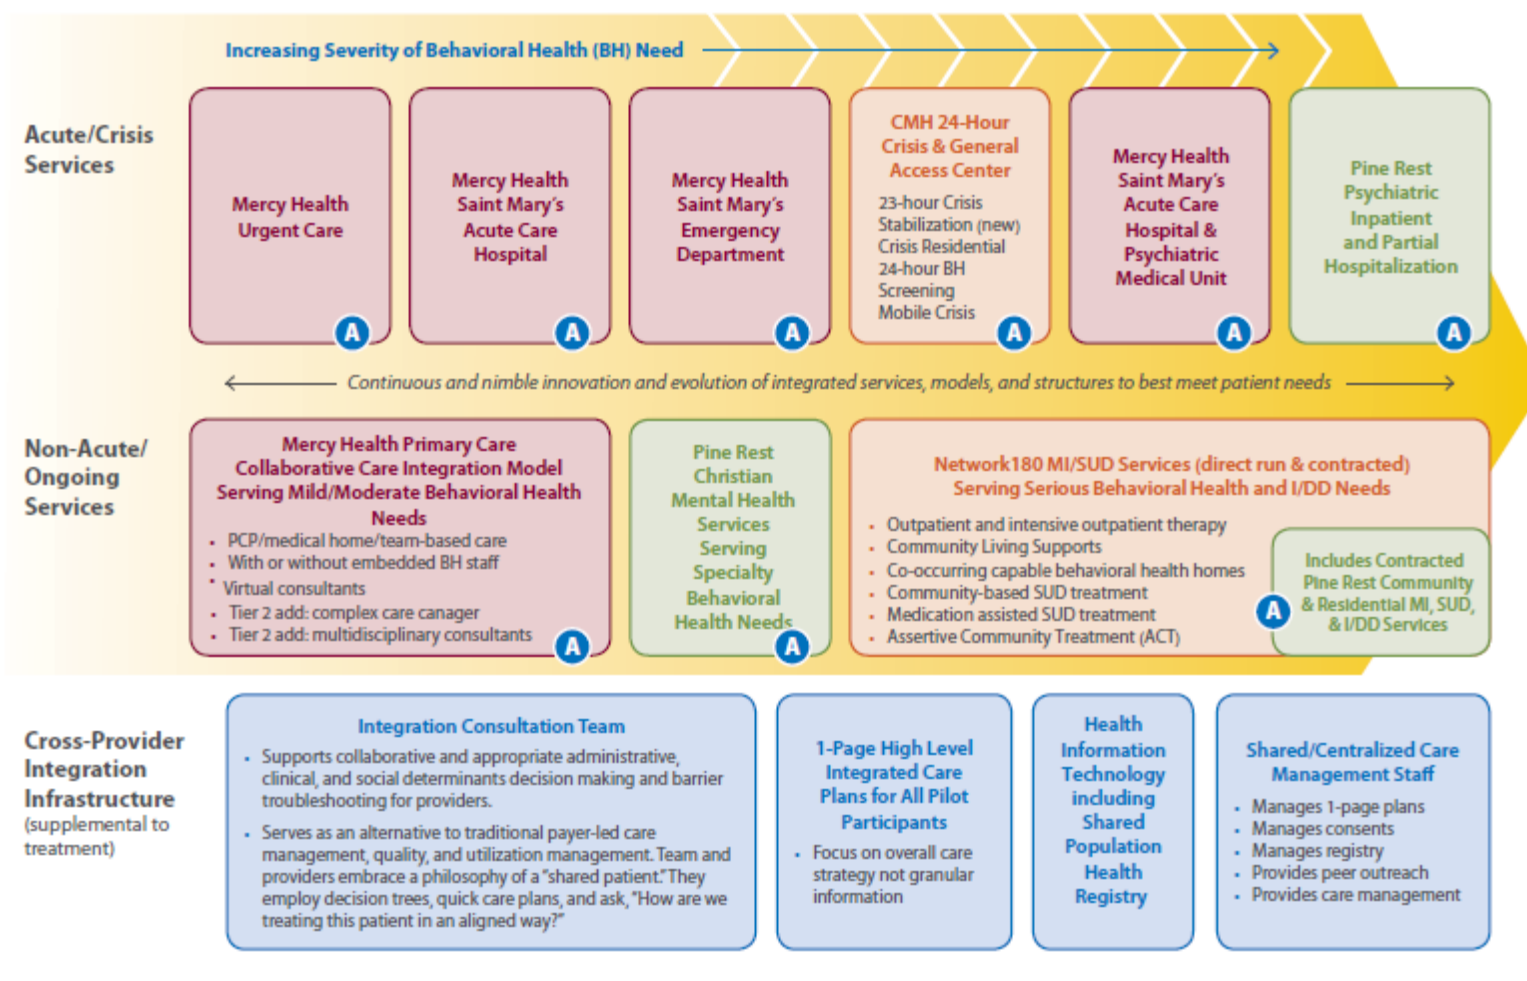 Increasing Severity of Behavioral Health (BH) Need
Acute/Crisis
Services
Mercy Health
Urgent Care
A
Mercy Health
Saint Mary's
Acute Care
Hospital
A
Mercy Health
Saint Mary's
Emergency
Department
A
CMH 24-Hour
Crisis & General
Access Center
23-hour Crisis
Stabilization (new)
Crisis Residential
24-hour BH
Screening
Mobile Crisis
A
Mercy Health
Saint Mary's
Acute Care
Hospital &
Psychiatric
Medical Unit
A
Pine Rest
Psychiatric
Inpatient
and Partial
Hospitalization
A
Continuous and nimble innovation and evolution of integrated services, models, and structures to best meet patient needs
Non-Acute/
Ongoing
Services
Mercy Health Primary Care
Collaborative Care Integration Model
Serving Mild/Moderate Behavioral Health
Needs
• PCP/medical home/team-based care
• With or without embedded BH staff
• Virtual consultants
• Tier 2 add: complex care canager
• Tier 2 add: multidisciplinary consultants
A
Pine Rest
Christian
Mental Health
Services
Serving
Specialty
Behavioral
Health Needs
A
Network180 MI/SUD Services (direct run & contracted)
Serving Serious Behavioral Health and I/DD Needs
• Outpatient and intensive outpatient therapy
• Community Living Supports
• Co-occurring capable behavioral health homes
• Community-based SUD treatment
• Medication assisted SUD treatment
• Assertive Community Treatment (ACT)
A
Includes Contracted
Pine Rest Community
& Residential MI, SUD,
& I/DD Services
Cross-Provider
Integration
Infrastructure
(supplemental to
treatment)
Integration Consultation Team
• Supports collaborative and appropriate administrative,
clinical, and social determinants decision making and barrier
troubleshooting for providers.
• Serves as an alternative to traditional payer-led care
management, quality, and utilization management. Team and
providers embrace a philosophy of a "shared patient." They
employ decision trees, quick care plans, and ask, "How are we
treating this patient in an aligned way?"
1-Page High Level
Integrated Care
Plans for All Pilot
Participants
• Focus on overall care
strategy not granular
information
Health
Information
Technology
including
Shared
Population
Health
Registry
Shared/Centralized Care
Management Staff
• Manages 1-page plans
• Manages consents
• Manages registry
• Provides peer outreach
• Provides care management